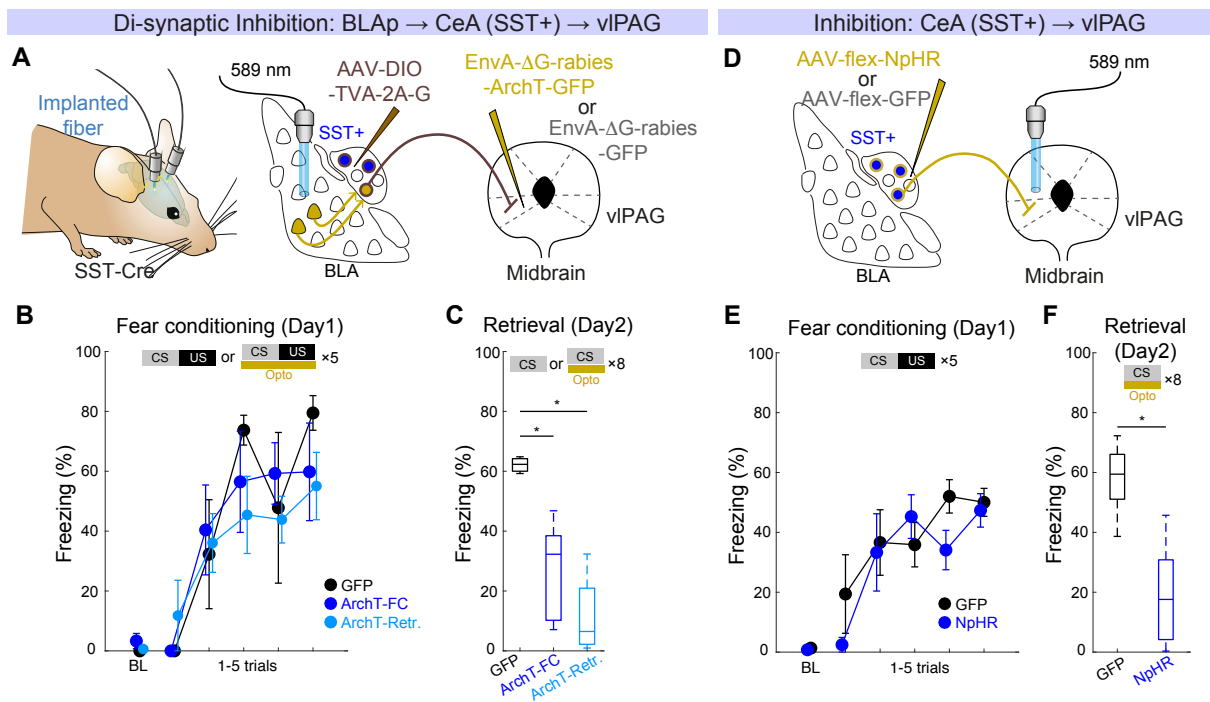 Di-synaptic Inhibition: BLAp → CeA (SST+) → vlPAG
Inhibition: CeA (SST+) → vlPAG
A
589 nm
Implanted
fiber
SST-Cre
AAV-DIO
-TVA-2A-G
SST+
BLA
EnvA-ΔG-rabies
-ArchT-GFP
or
EnvA-ΔG-rabies
-GFP
vlPAG
Midbrain
D
AAV-flex-NpHR
or
AAV-flex-GFP
SST+
BLA
589 nm
vlPAG
Midbrain
B
Fear conditioning (Day1)
CS US or CS US ×5
Opto
Freezing (%)
100
80
60
40
20
0
GFP
ArchT-FC
ArchT-Retr.
BL
1-5 trials
C
Retrieval (Day2)
CS or CS ×8
Opto
* 
*
Freezing (%)
100
80
60
40
20
0
GFP
ArchT-FC
ArchT-Retr.
E
Fear conditioning (Day1)
CS US ×5
Freezing (%)
100
80
60
40
20
0
GFP
NpHR
BL
1-5 trials
F
Retrieval
(Day2)
CS ×8
Opto
*
Freezing (%)
100
80
60
40
20
0
GFP
NpHR